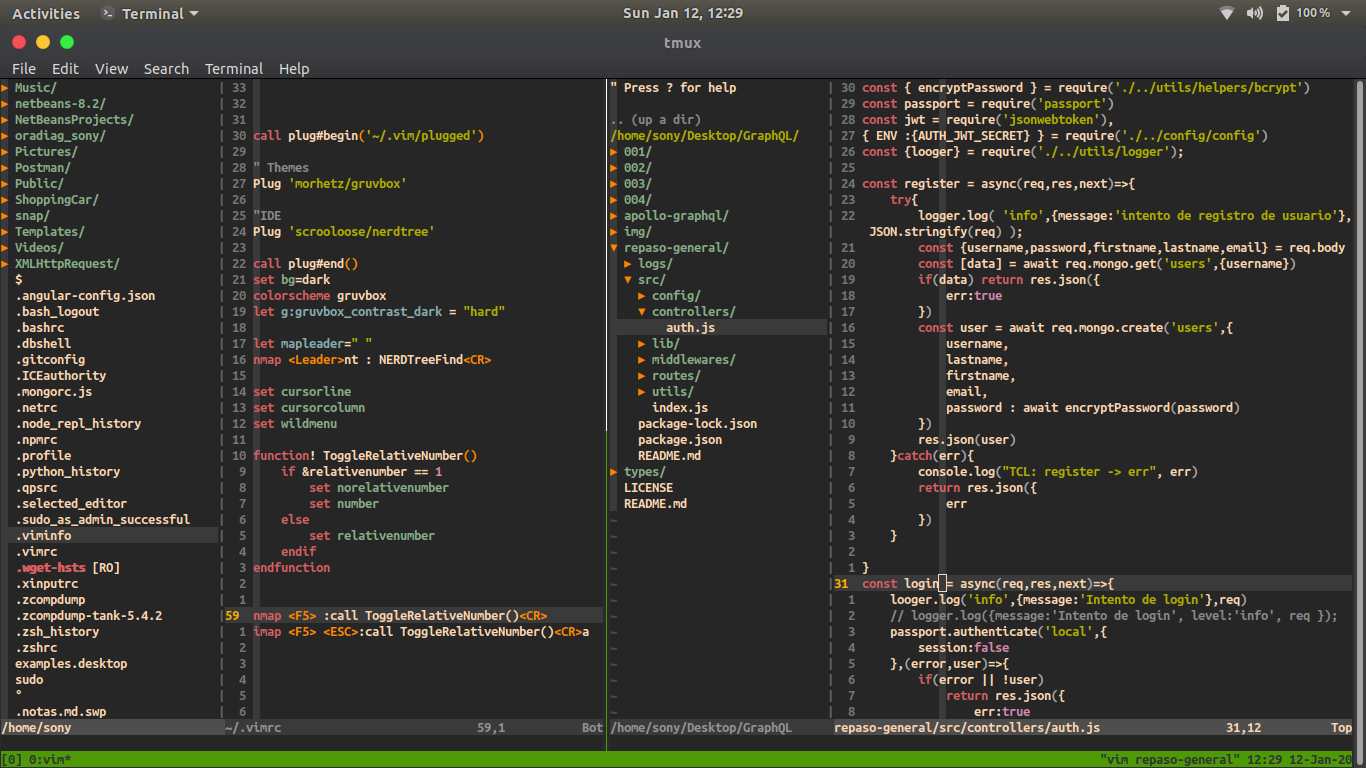 Activities Terminal Sun Jan 12, 12:29 100 %
tmux
File Edit View Search Terminal Help
▸ Music/
▸ netbeans-8.2/
▸ NetBeansProjects/
▸ oradiag_sony/
▸ Pictures/
▸ Postman/
▸ Public/
▸ ShoppingCar/
▸ snap/
▸ Templates/
▸ Videos/
▸ XMLHttpRequest/
$
.angular-config.json
.bash_logout
.bashrc
.dbshell
.gitconfig
.ICEauthority
.mongorc.js
.netrc
.node_repl_history
.npmrc
.profile
.python_history
.qpsrc
.selected_editor
.sudo_as_admin_successful
.viminfo
.vimrc
.wget-hsts [RO]
.xinputrc
.zcompdump
.zcompdump-tank-5.4.2
.zsh_history
.zshrc
examples.desktop
sudo
°
.notas.md.swp
/home/sony
33
32
31
30 call plug#begin('~/.vim/plugged')
29
28 " Themes
27 Plug 'morhetz/gruvbox'
26
25 "IDE
24 Plug 'scrooloose/nerdtree'
23
22 call plug#end()
21 set bg=dark
20 colorscheme gruvbox
19 let g:gruvbox_contrast_dark = "hard"
18
17 let mapleader=" "
16 nmap <Leader>nt : NERDTreeFind<CR>
15
14 set cursorline
13 set cursorcolumn
12 set wildmenu
11
10 function! ToggleRelativeNumber()
9     if &relativenumber == 1
8         set norelativenumber
7         set number
6     else
5         set relativenumber
4     endif
3 endfunction
2
1
59 nmap <F5> :call ToggleRelativeNumber()<CR>
1 imap <F5> <ESC>:call ToggleRelativeNumber()<CR>a
2
3
4
5
6
~/.vimrc 59,1 Bot
" Press ? for help
.. (up a dir)
/home/sony/Desktop/GraphQL/
▸ 001/
▸ 002/
▸ 003/
▸ 004/
▸ apollo-graphql/
▸ img/
▾ repaso-general/
  ▸ logs/
  ▾ src/
    ▸ config/
    ▾ controllers/
        auth.js
    ▸ lib/
    ▸ middlewares/
    ▸ routes/
    ▸ utils/
      index.js
    package-lock.json
    package.json
    README.md
▸ types/
  LICENSE
  README.md
~
~
~
~
~
~
~
~
~
~
~
~
~
/home/sony/Desktop/GraphQL
30 const { encryptPassword } = require('./../utils/helpers/bcrypt')
29 const passport = require('passport')
28 const jwt = require('jsonwebtoken'),
27 { ENV :{AUTH_JWT_SECRET} } = require('./../config/config')
26 const {looger} = require('./../utils/logger');
25
24 const register = async(req,res,next)=>{
23     try{
22         logger.log( 'info',{message:'intento de registro de usuario'},
JSON.stringify(req) );
21         const {username,password,firstname,lastname,email} = req.body
20         const [data] = await req.mongo.get('users',{username})
19         if(data) return res.json({
18             err:true
17         })
16         const user = await req.mongo.create('users',{
15             username,
14             lastname,
13             firstname,
12             email,
11             password : await encryptPassword(password)
10         })
9         res.json(user)
8     }catch(err){
7         console.log("TCL: register -> err", err)
6         return res.json({
5             err
4         })
3     }
2
1 }
31 const login = async(req,res,next)=>{
1     looger.log('info',{message:'Intento de login'},req)
2     // logger.log({message:'Intento de login', level:'info', req });
3     passport.authenticate('local',{
4         session:false
5     },(error,user)=>{
6         if(error || !user)
7             return res.json({
8                 err:true
repaso-general/src/controllers/auth.js 31,12 Top
[0] 0:vim* "vim repaso-general" 12:29 12-Jan-20